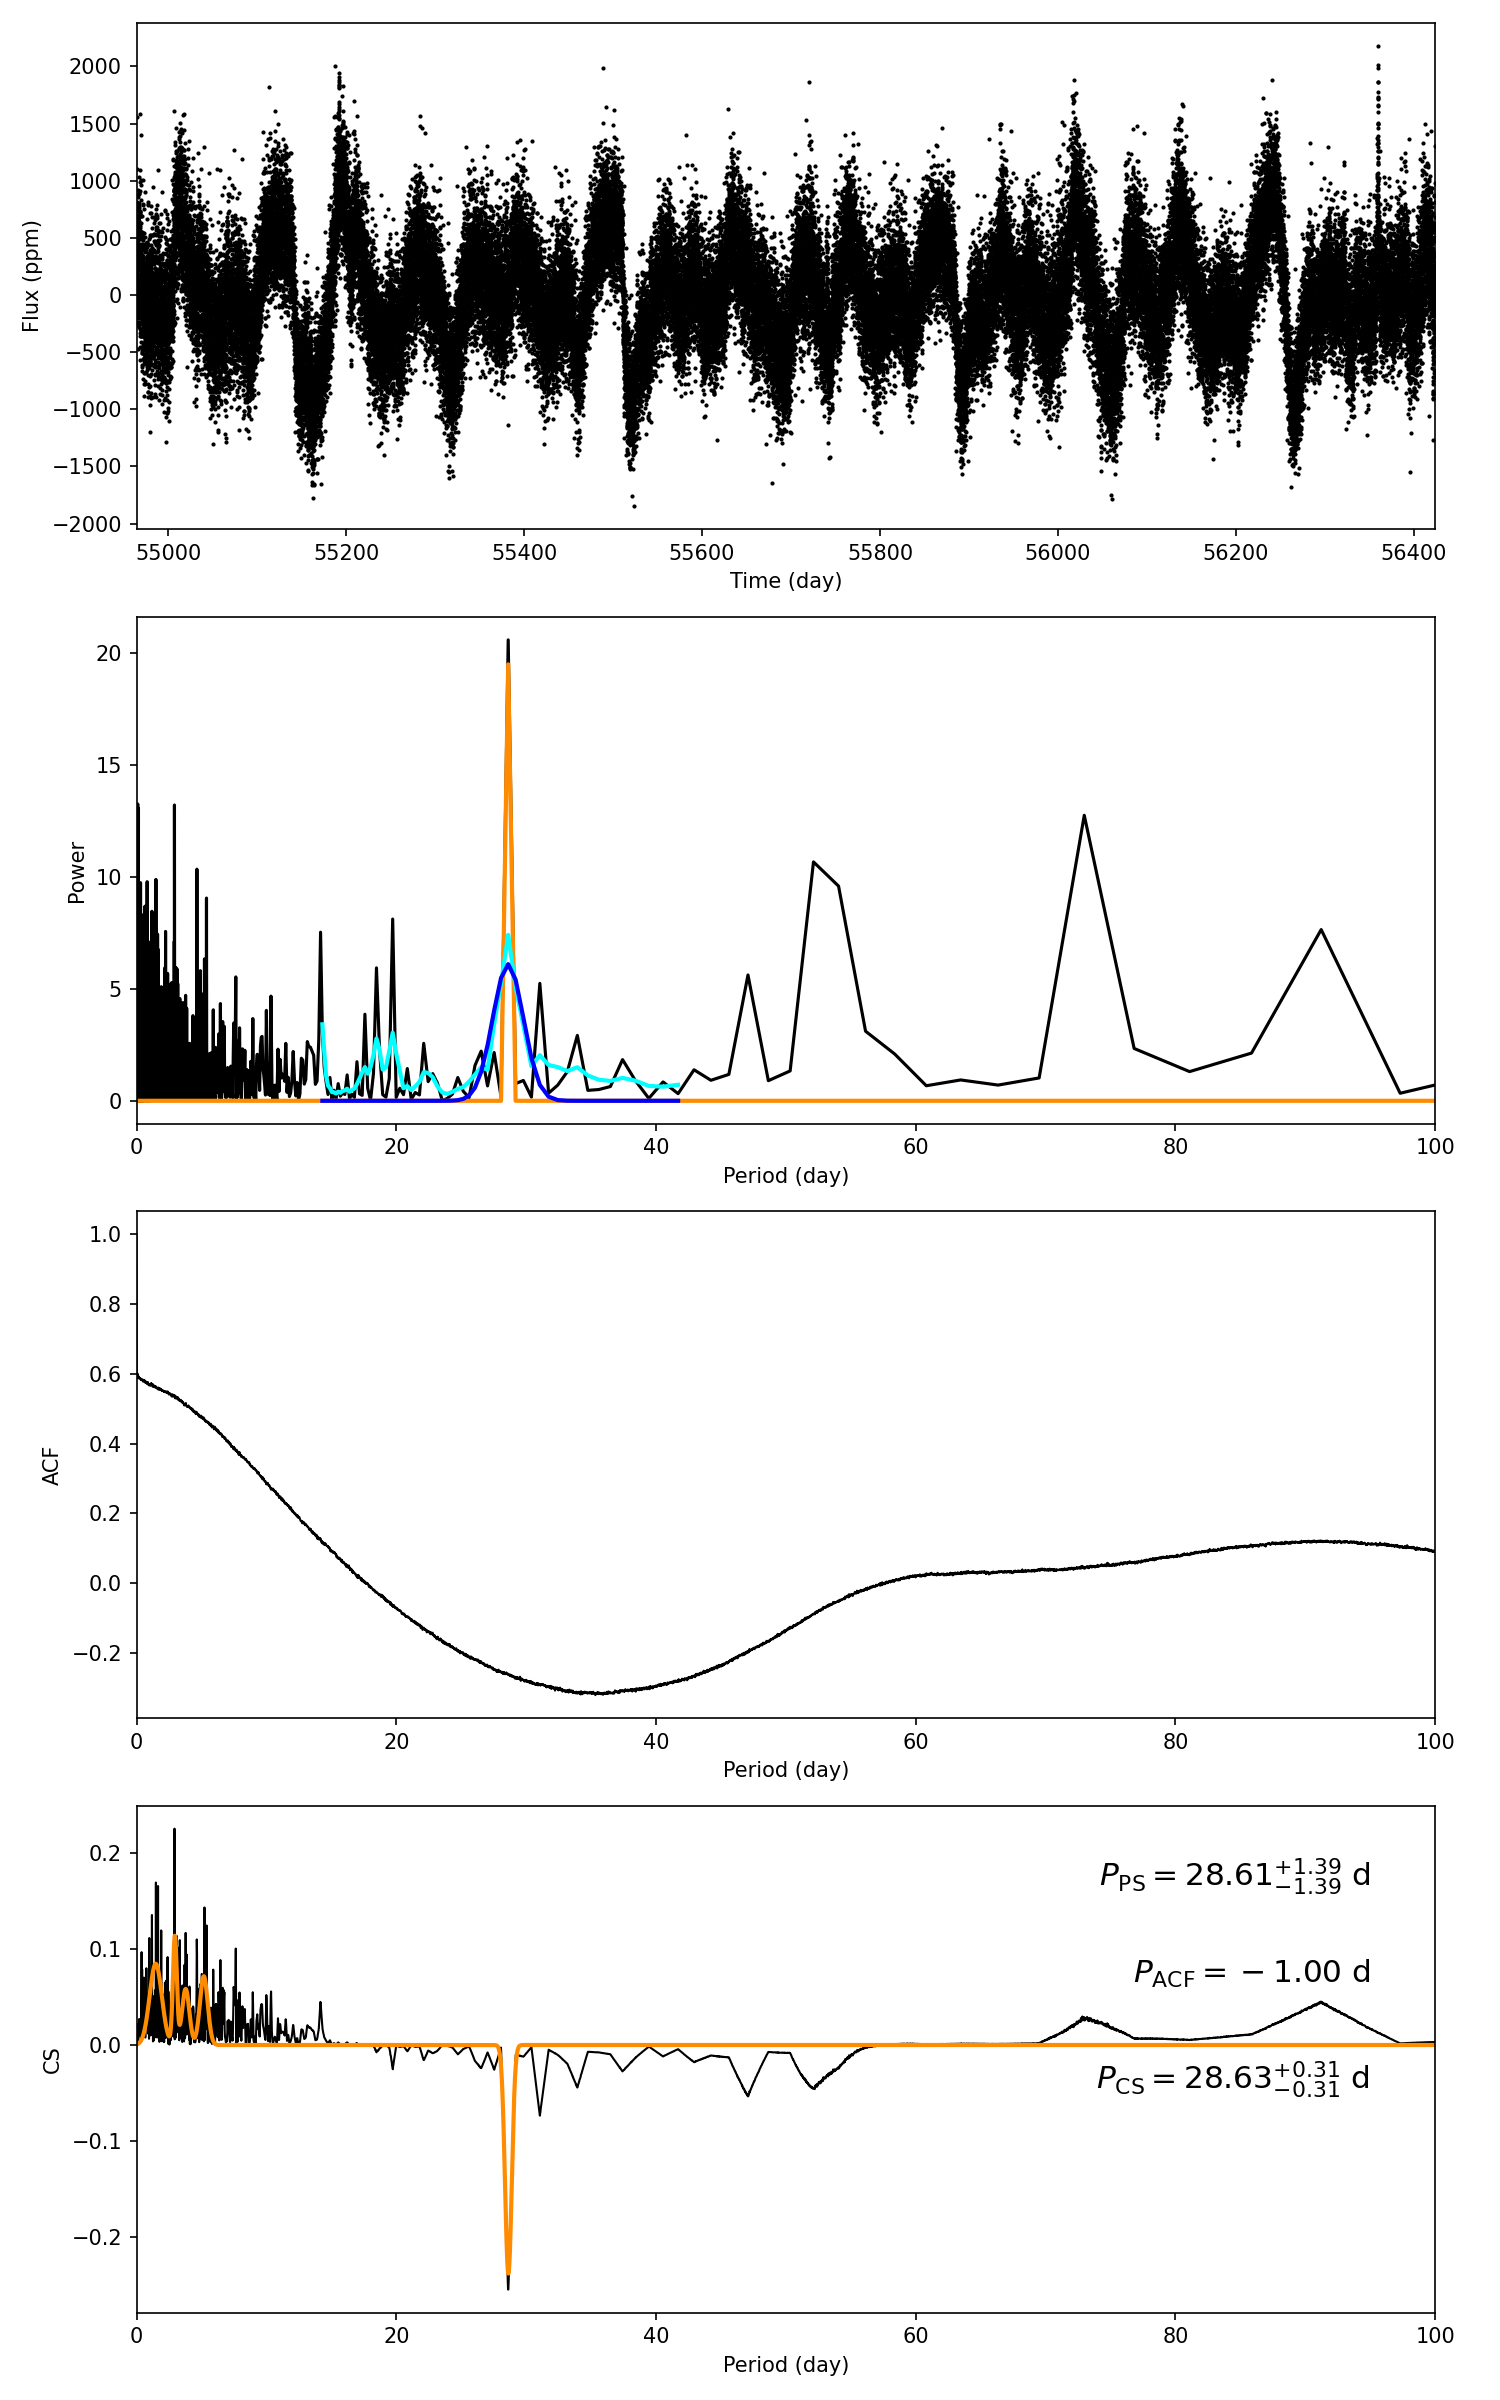 2000
1500
1000
500
0
−500
−1000
−1500
−2000
Flux (ppm)
55000 55200 55400 55600 55800 56000 56200 56400
Time (day)
20
15
10
5
0
Power
0 20 40 60 80 100
Period (day)
1.0
0.8
0.6
0.4
0.2
0.0
−0.2
ACF
0 20 40 60 80 100
Period (day)
0.2
0.1
0.0
−0.1
−0.2
CS
P_PS = 28.61 +1.39 −1.39 d
P_ACF = −1.00 d
P_CS = 28.63 +0.31 −0.31 d
0 20 40 60 80 100
Period (day)